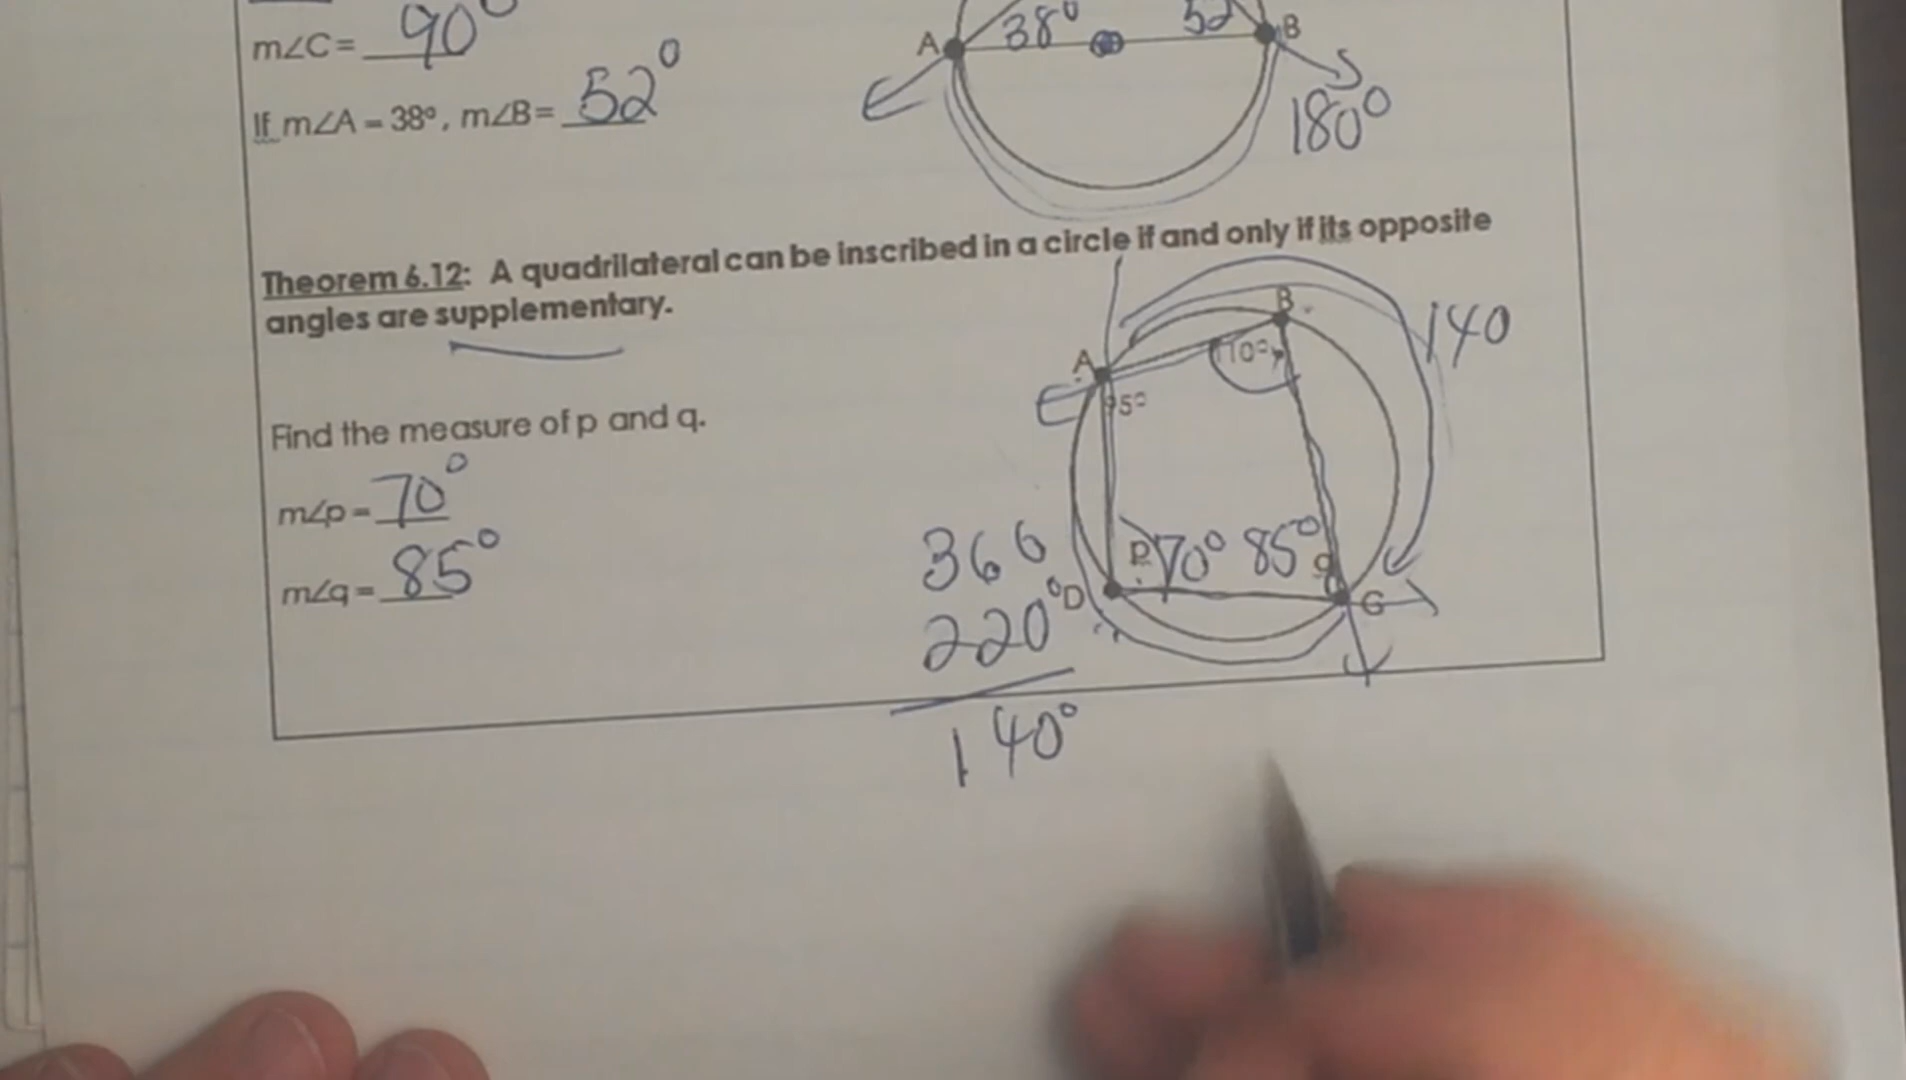 m∠C= 90°
If m∠A = 38°, m∠B= 52°
A 38° 52 B
180°
Theorem 6.12: A quadrilateral can be inscribed in a circle if and only if its opposite
angles are supplementary.
Find the measure of p and q.
m∠p = 70°
m∠q = 85°
A B
110°
95°
140
p 70° 85° q
D G
360
220°
140°